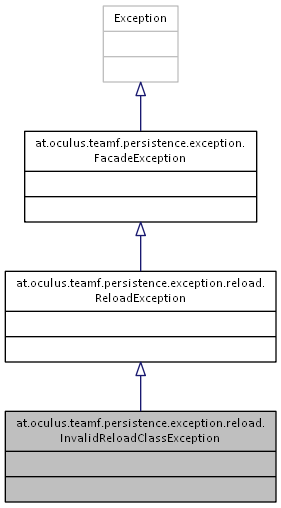 Exception
at.oculus.teamf.persistence.exception.
FacadeException
at.oculus.teamf.persistence.exception.reload.
ReloadException
at.oculus.teamf.persistence.exception.reload.
InvalidReloadClassException